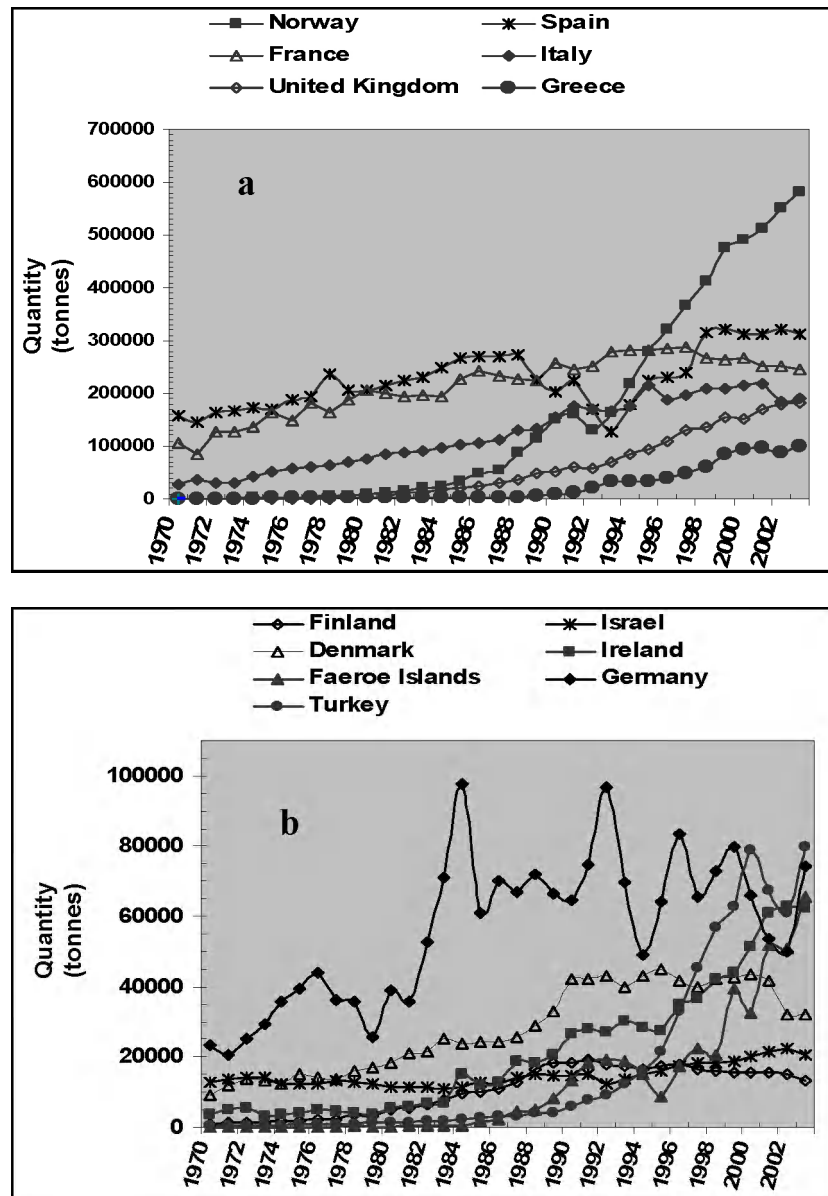 Norway Spain
France Italy
United Kingdom Greece
700000
600000
500000
400000
300000
200000
100000
0
Quantity
(tonnes)
a
1970 1972 1974 1976 1978 1980 1982 1984 1986 1988 1990 1992 1994 1996 1998 2000 2002
Finland Israel
Denmark Ireland
Faeroe Islands Germany
Turkey
100000
80000
60000
40000
20000
0
Quantity
(tonnes)
b
1970 1972 1974 1976 1978 1980 1982 1984 1986 1988 1990 1992 1994 1996 1998 2000 2002